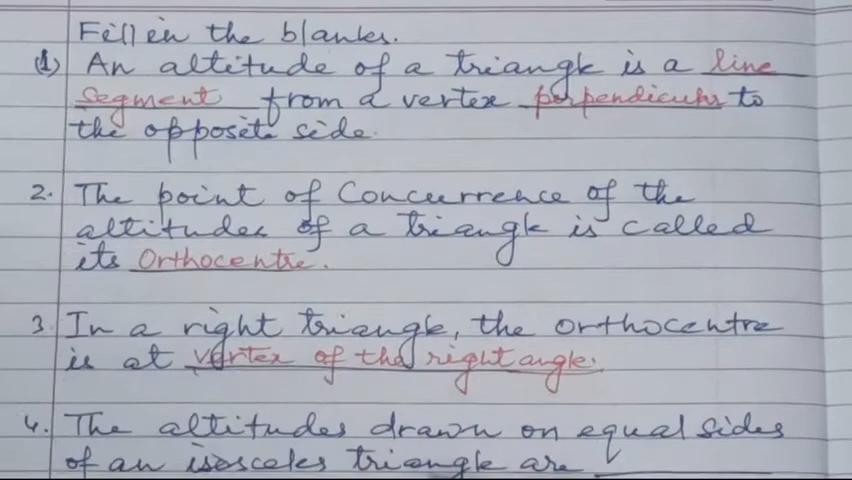 Fill in the blanks.
(1) An altitude of a triangle is a line
segment from a vertex perpendicular to
the opposite side.
2. The point of Concurrence of the
altitudes of a triangle is called
its Orthocentre.
3. In a right triangle, the orthocentre
is at vertex of the right angle.
4. The altitudes drawn on equal sides
of an isosceles triangle are ________